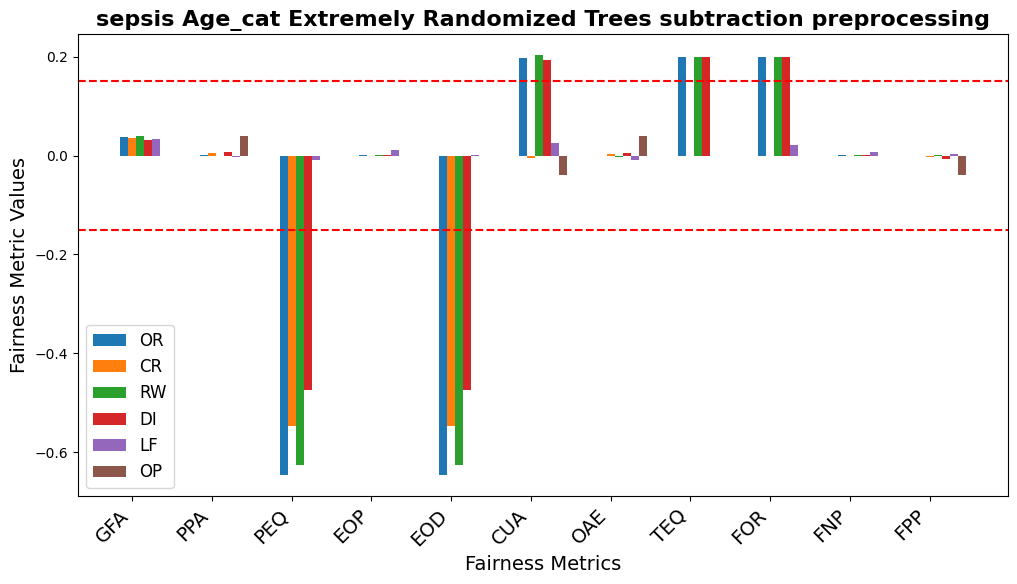 sepsis Age_cat Extremely Randomized Trees subtraction preprocessing
Fairness Metric Values
0.2
0.0
−0.2
−0.4
−0.6
OR
CR
RW
DI
LF
OP
GFA
PPA
PEQ
EOP
EOD
CUA
OAE
TEQ
FOR
FNP
FPP
Fairness Metrics